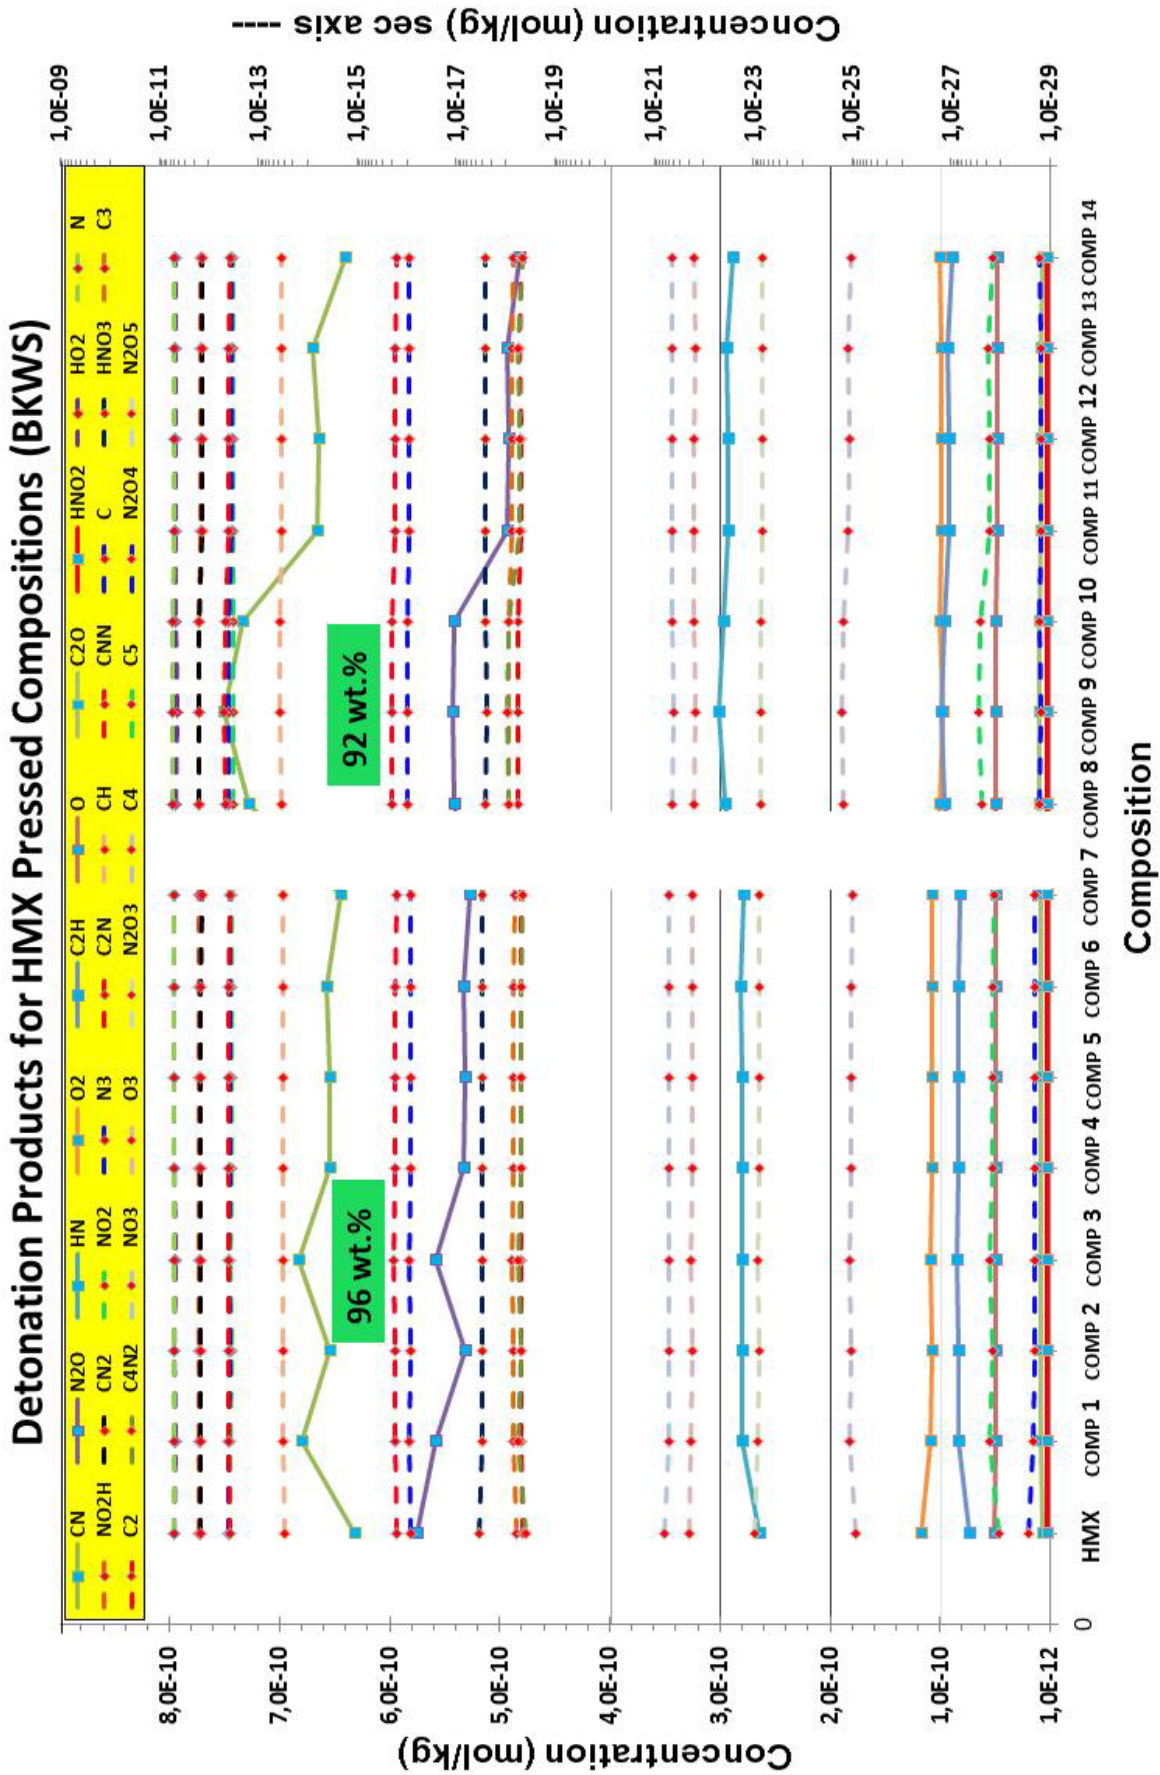 Detonation Products for HMX Pressed Compositions (BKWS)
CN N2O HN O2 C2H O C2O HNO2 HO2 N
NO2H CN2 NO2 N3 C2N CH CNN C HNO3 C3
C2 C4N2 NO3 O3 N2O3 C4 C5 N2O4 N2O5
Concentration (mol/kg)
8,0E-10
7,0E-10
6,0E-10
5,0E-10
4,0E-10
3,0E-10
2,0E-10
1,0E-10
1,0E-12
96 wt.%
92 wt.%
1,0E-09
1,0E-11
1,0E-13
1,0E-15
1,0E-17
1,0E-19
1,0E-21
1,0E-23
1,0E-25
1,0E-27
1,0E-29
Concentration (mol/kg) sec axis ----
0 HMX COMP 1 COMP 2 COMP 3 COMP 4 COMP 5 COMP 6 COMP 7 COMP 8 COMP 9 COMP 10 COMP 11 COMP 12 COMP 13 COMP 14
Composition